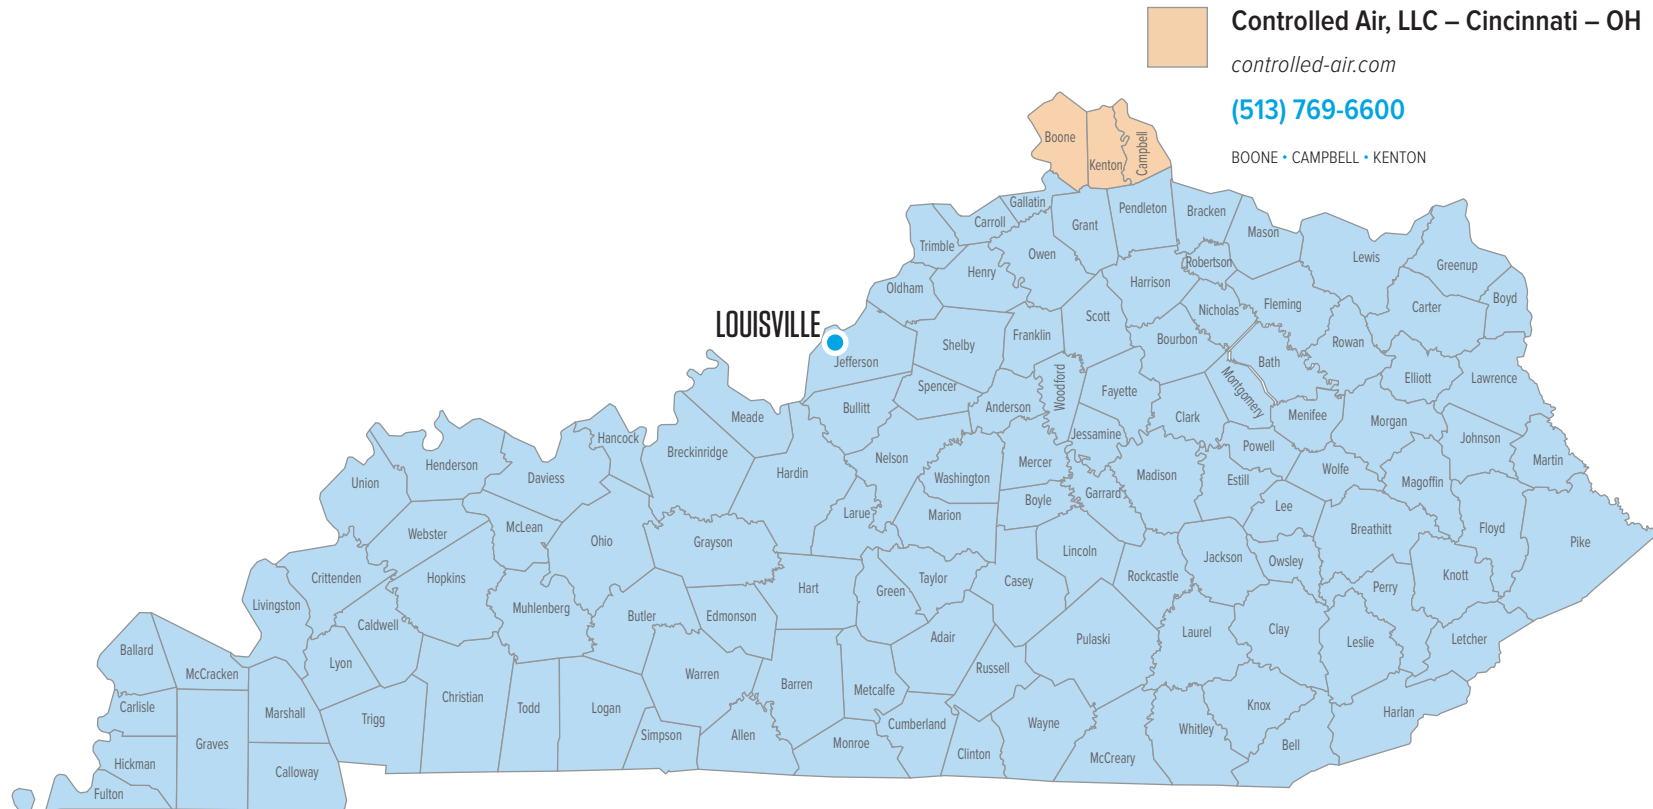 Controlled Air, LLC – Cincinnati – OH
controlled-air.com
(513) 769-6600
BOONE • CAMPBELL • KENTON
Boone
Kenton
Campbell
Gallatin
Carroll
Trimble
Grant
Pendleton
Bracken
Mason
Owen
Henry
Oldham
Robertson
Harrison
Lewis
Greenup
Boyd
Carter
Fleming
Nicholas
Scott
LOUISVILLE
Jefferson
Shelby
Franklin
Bourbon
Rowan
Bath
Elliott
Lawrence
Spencer
Woodford
Fayette
Montgomery
Meade
Bullitt
Anderson
Clark
Menifee
Morgan
Hancock
Breckinridge
Jessamine
Powell
Johnson
Martin
Henderson
Union
Daviess
Hardin
Nelson
Washington
Mercer
Madison
Estill
Wolfe
Magoffin
Garrard
Boyle
Larue
Marion
Lee
Breathitt
Floyd
Pike
Webster
McLean
Ohio
Grayson
Lincoln
Jackson
Owsley
Crittenden
Hopkins
Livingston
Muhlenberg
Hart
Green
Taylor
Casey
Rockcastle
Perry
Knott
Caldwell
Butler
Edmonson
Adair
Pulaski
Laurel
Clay
Leslie
Letcher
Ballard
McCracken
Lyon
Warren
Barren
Metcalfe
Russell
Carlisle
Marshall
Trigg
Christian
Todd
Logan
Knox
Harlan
Graves
Simpson
Allen
Monroe
Cumberland
Clinton
Wayne
McCreary
Whitley
Bell
Hickman
Calloway
Fulton